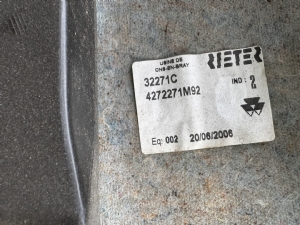 USINE DE
ONS-EN-BRAY
RIETER
32271C
IND : 2
4272271M92
Eq: 002 20/06/2006